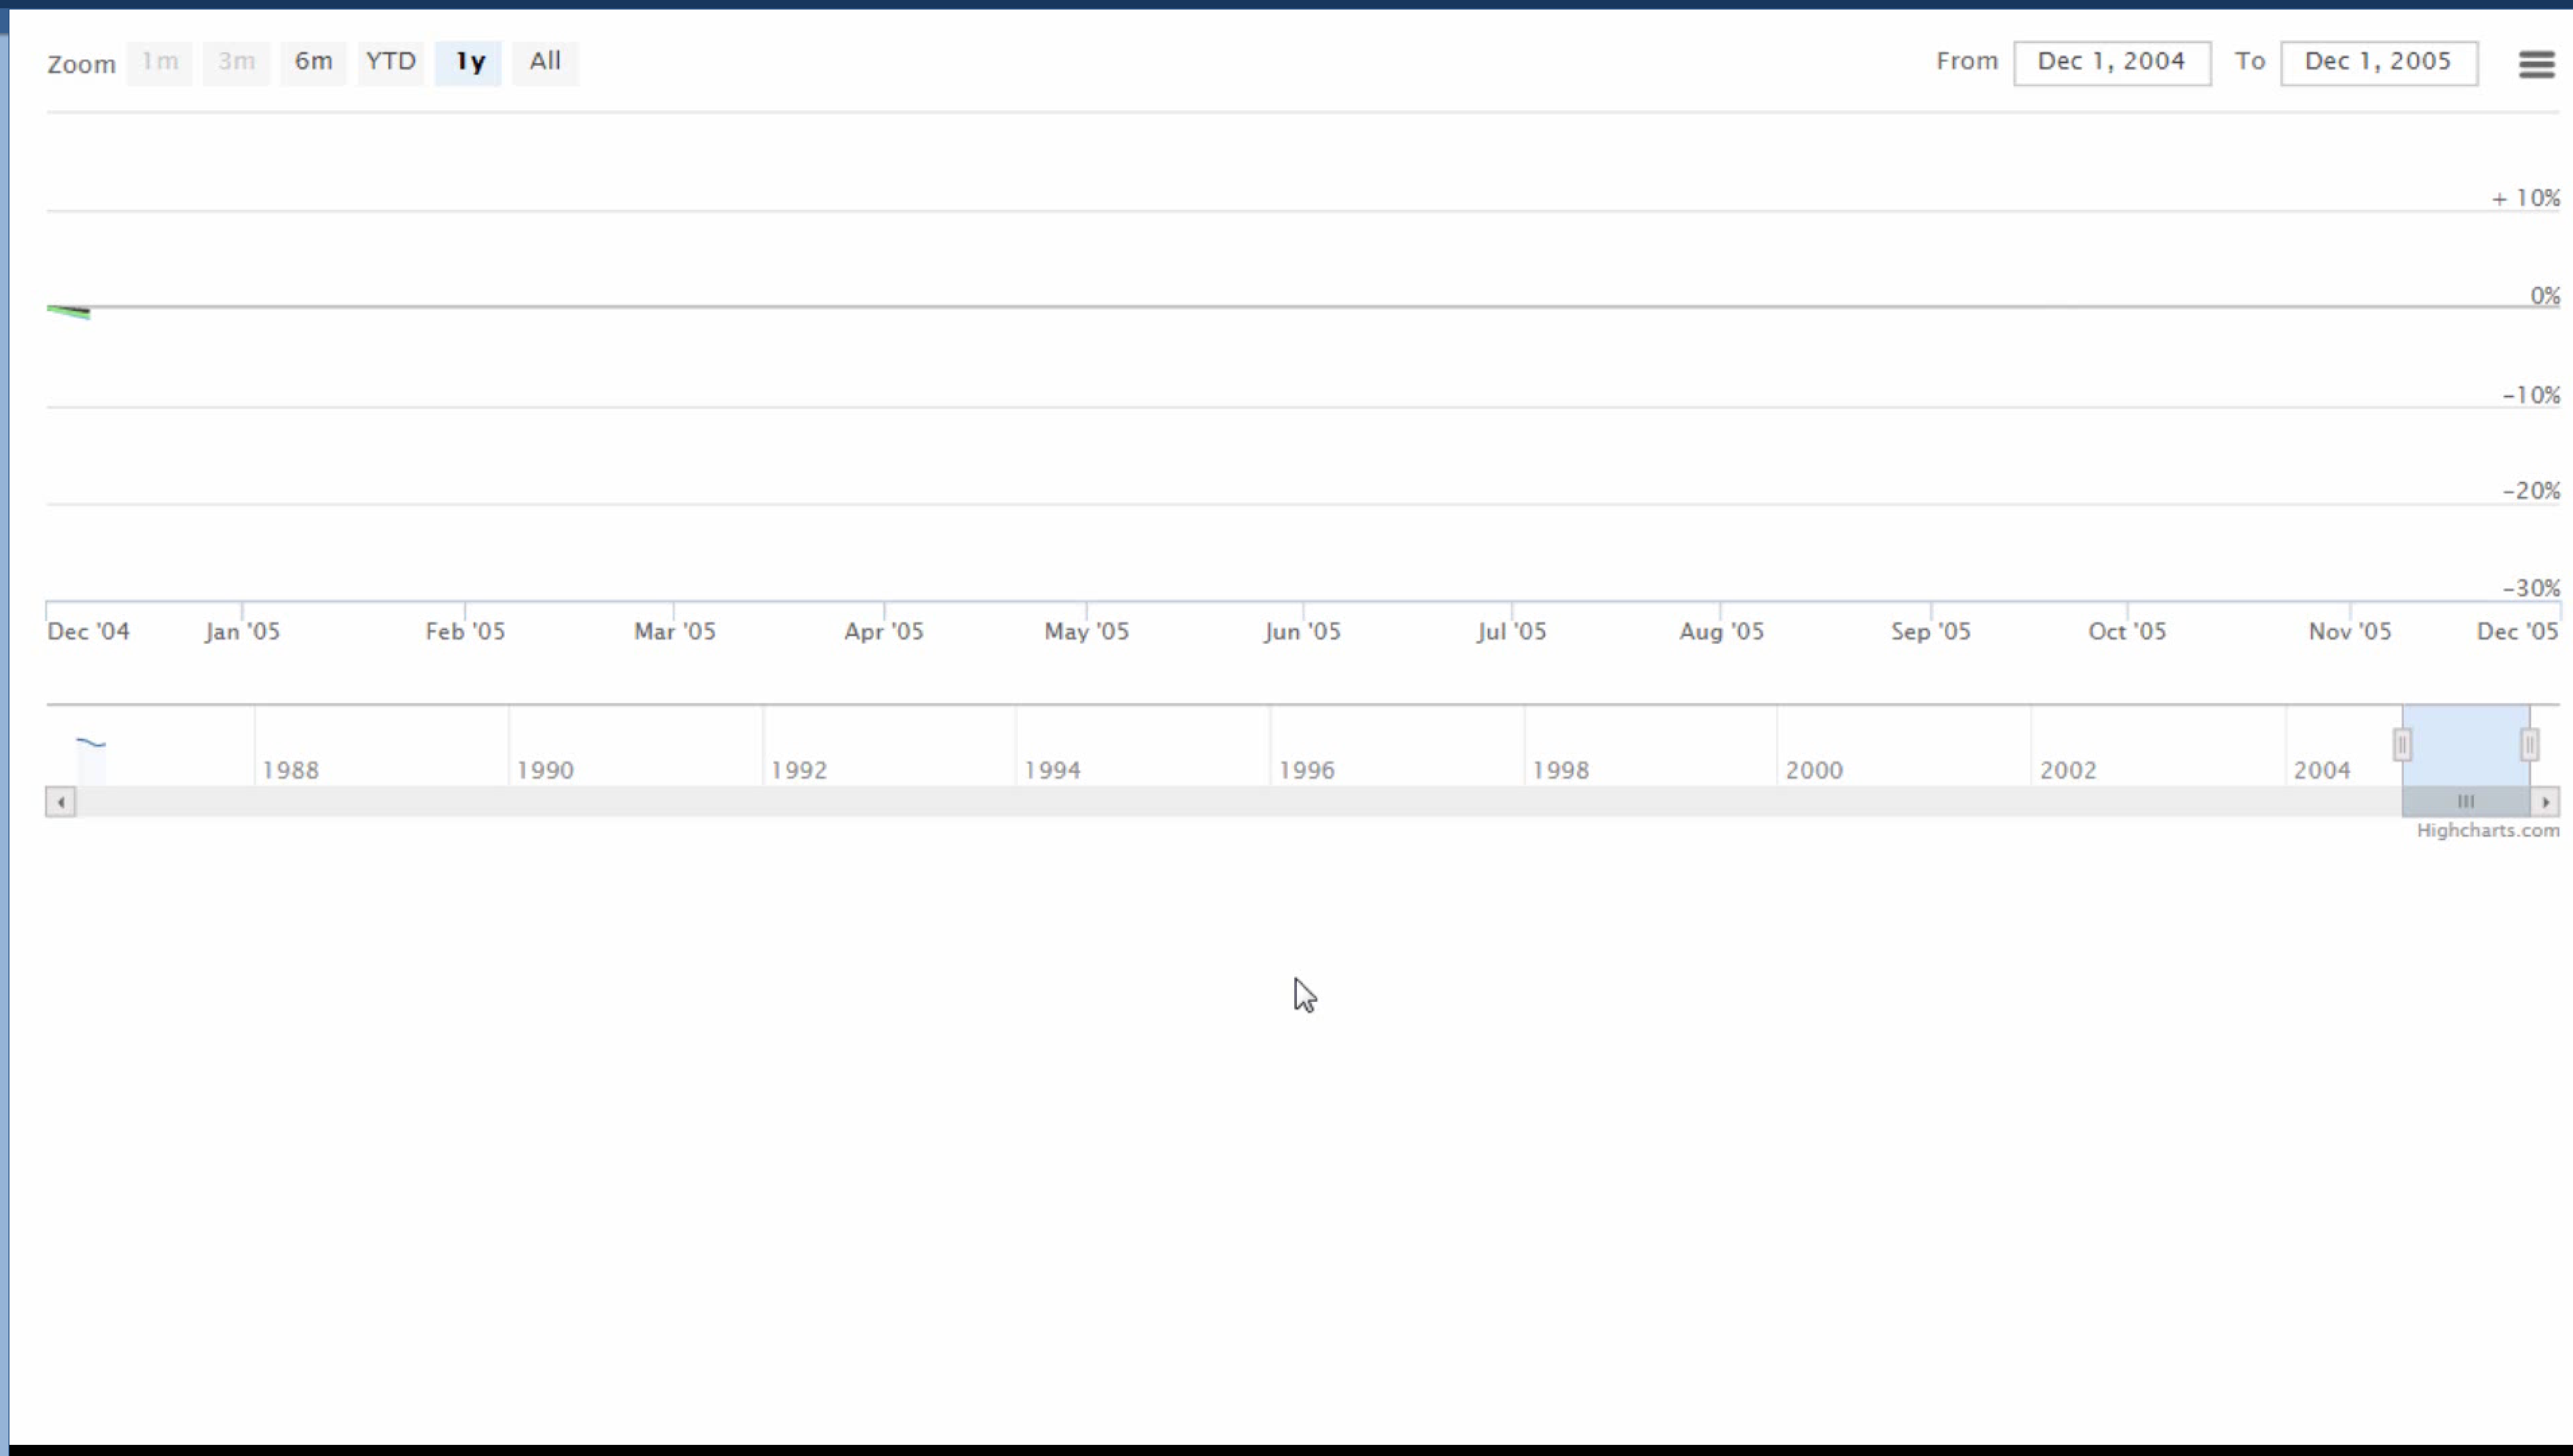 Zoom 1m 3m 6m YTD 1y All From Dec 1, 2004 To Dec 1, 2005
+ 10%
0%
-10%
-20%
-30%
Dec '04 Jan '05 Feb '05 Mar '05 Apr '05 May '05 Jun '05 Jul '05 Aug '05 Sep '05 Oct '05 Nov '05 Dec '05
1988 1990 1992 1994 1996 1998 2000 2002 2004
Highcharts.com